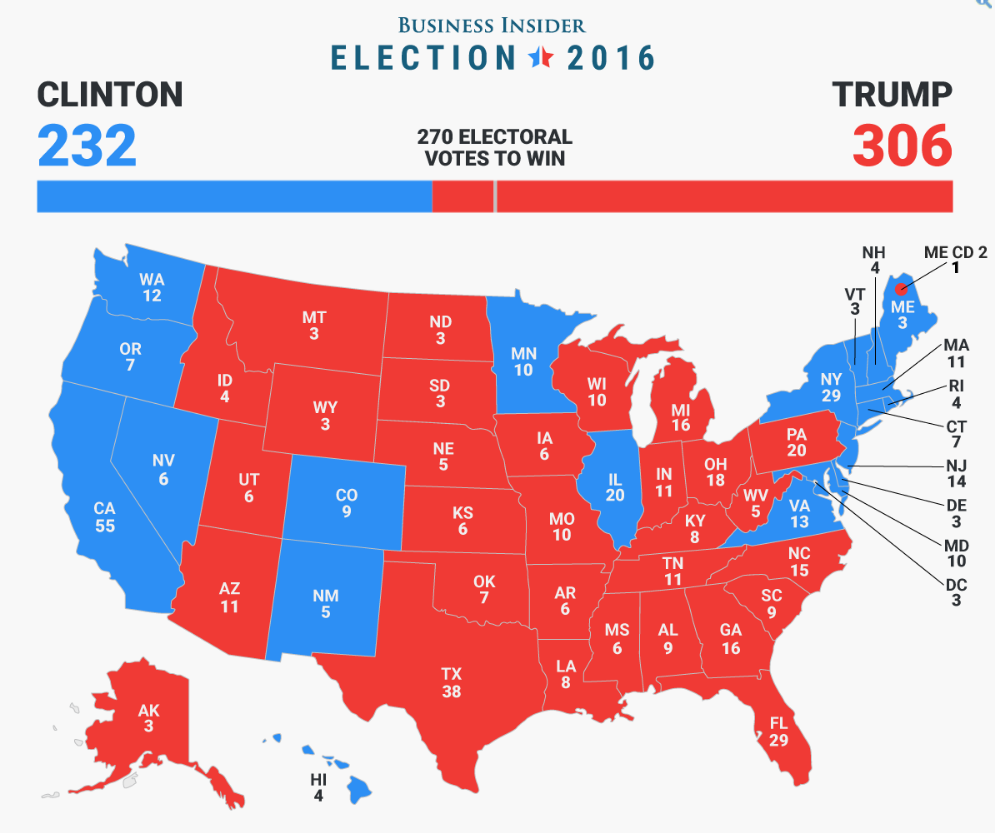 BUSINESS INSIDER
ELECTION 2016
CLINTON
TRUMP
232
270 ELECTORAL
VOTES TO WIN
306
WA
12
OR
7
CA
55
NV
6
ID
4
MT
3
WY
3
UT
6
AZ
11
CO
9
NM
5
ND
3
SD
3
NE
5
KS
6
OK
7
TX
38
MN
10
IA
6
MO
10
AR
6
LA
8
WI
10
IL
20
MI
16
IN
11
OH
18
KY
8
TN
11
MS
6
AL
9
GA
16
FL
29
SC
9
NC
15
VA
13
WV
5
PA
20
NY
29
VT
3
NH
4
ME CD 2
1
ME
3
MA
11
RI
4
CT
7
NJ
14
DE
3
MD
10
DC
3
AK
3
HI
4